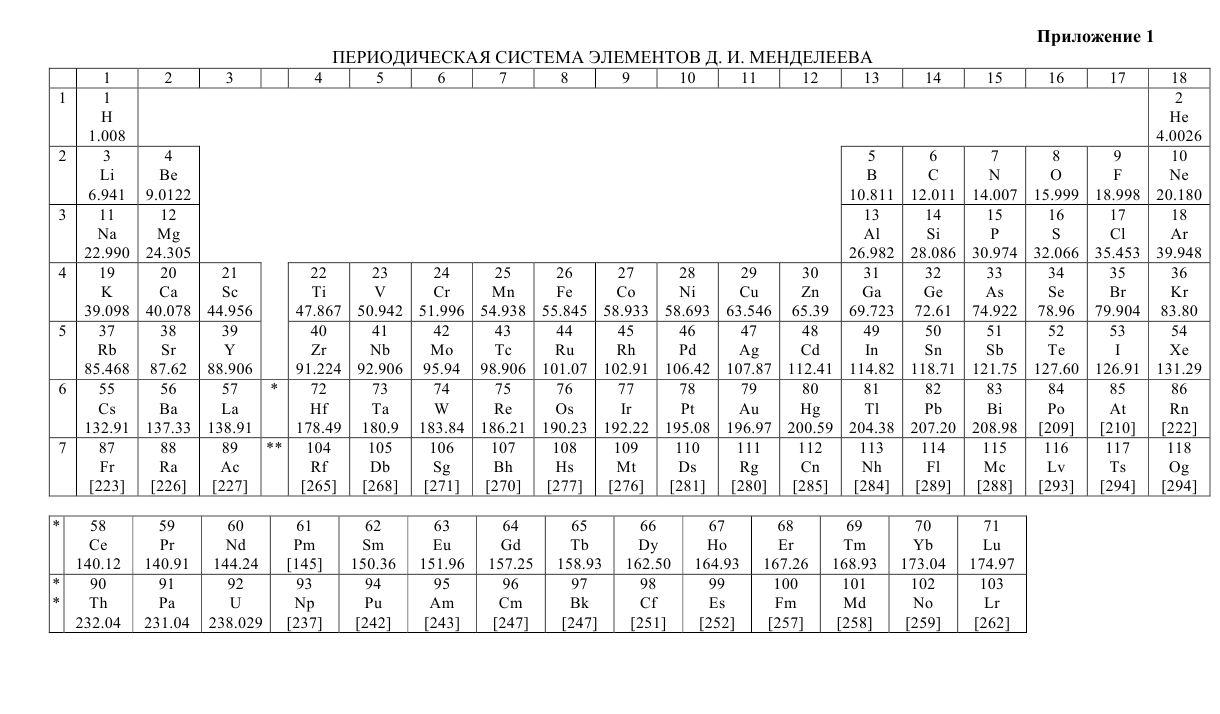 Приложение 1
ПЕРИОДИЧЕСКАЯ СИСТЕМА ЭЛЕМЕНТОВ Д. И. МЕНДЕЛЕЕВА
1 2 3 4 5 6 7 8 9 10 11 12 13 14 15 16 17 18
1 1 2
H He
1.008 4.0026
2 3 4 5 6 7 8 9 10
Li Be B C N O F Ne
6.941 9.0122 10.811 12.011 14.007 15.999 18.998 20.180
3 11 12 13 14 15 16 17 18
Na Mg Al Si P S Cl Ar
22.990 24.305 26.982 28.086 30.974 32.066 35.453 39.948
4 19 20 21 22 23 24 25 26 27 28 29 30 31 32 33 34 35 36
K Ca Sc Ti V Cr Mn Fe Co Ni Cu Zn Ga Ge As Se Br Kr
39.098 40.078 44.956 47.867 50.942 51.996 54.938 55.845 58.933 58.693 63.546 65.39 69.723 72.61 74.922 78.96 79.904 83.80
5 37 38 39 40 41 42 43 44 45 46 47 48 49 50 51 52 53 54
Rb Sr Y Zr Nb Mo Tc Ru Rh Pd Ag Cd In Sn Sb Te I Xe
85.468 87.62 88.906 91.224 92.906 95.94 98.906 101.07 102.91 106.42 107.87 112.41 114.82 118.71 121.75 127.60 126.91 131.29
6 55 56 57 * 72 73 74 75 76 77 78 79 80 81 82 83 84 85 86
Cs Ba La Hf Ta W Re Os Ir Pt Au Hg Tl Pb Bi Po At Rn
132.91 137.33 138.91 178.49 180.9 183.84 186.21 190.23 192.22 195.08 196.97 200.59 204.38 207.20 208.98 [209] [210] [222]
7 87 88 89 ** 104 105 106 107 108 109 110 111 112 113 114 115 116 117 118
Fr Ra Ac Rf Db Sg Bh Hs Mt Ds Rg Cn Nh Fl Mc Lv Ts Og
[223] [226] [227] [265] [268] [271] [270] [277] [276] [281] [280] [285] [284] [289] [288] [293] [294] [294]
* 58 59 60 61 62 63 64 65 66 67 68 69 70 71
Ce Pr Nd Pm Sm Eu Gd Tb Dy Ho Er Tm Yb Lu
140.12 140.91 144.24 [145] 150.36 151.96 157.25 158.93 162.50 164.93 167.26 168.93 173.04 174.97
* 90 91 92 93 94 95 96 97 98 99 100 101 102 103
* Th Pa U Np Pu Am Cm Bk Cf Es Fm Md No Lr
232.04 231.04 238.029 [237] [242] [243] [247] [247] [251] [252] [257] [258] [259] [262]